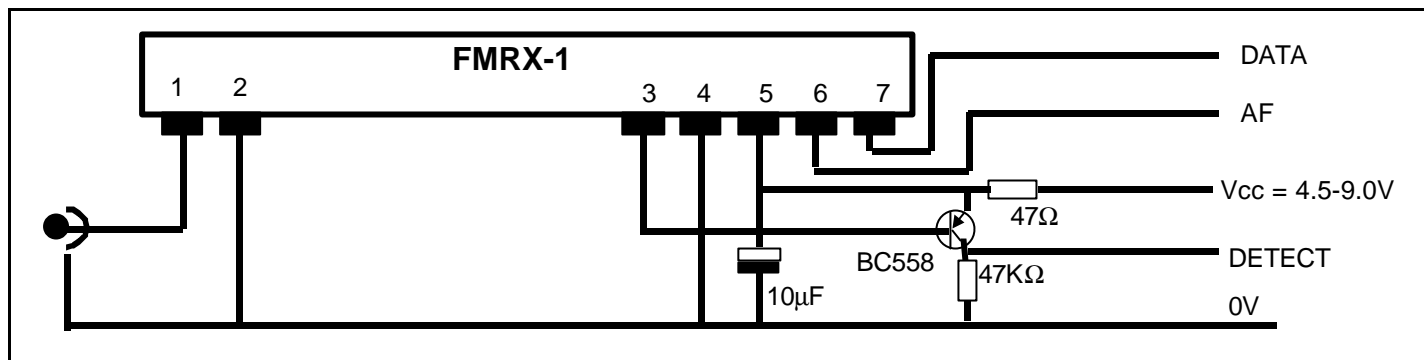 FMRX-1
1 2 3 4 5 6 7
DATA
AF
Vcc = 4.5-9.0V
47Ω
BC558
DETECT
47KΩ
10μF
0V